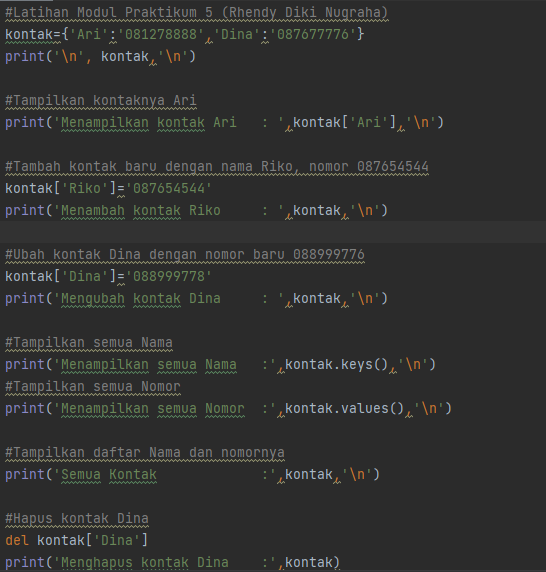 #Latihan Modul Praktikum 5 (Rhendy Diki Nugraha)
kontak={'Ari':'081278888','Dina':'087677776'}
print('\n', kontak,'\n')
#Tampilkan kontaknya Ari
print('Menampilkan kontak Ari   : ',kontak['Ari'],'\n')
#Tambah kontak baru dengan nama Riko, nomor 087654544
kontak['Riko']='087654544'
print('Menambah kontak Riko     : ',kontak,'\n')
#Ubah kontak Dina dengan nomor baru 088999776
kontak['Dina']='088999778'
print('Mengubah kontak Dina     : ',kontak,'\n')
#Tampilkan semua Nama
print('Menampilkan semua Nama   :',kontak.keys(),'\n')
#Tampilkan semua Nomor
print('Menampilkan semua Nomor  :',kontak.values(),'\n')
#Tampilkan daftar Nama dan nomornya
print('Semua Kontak             :',kontak,'\n')
#Hapus kontak Dina
del kontak['Dina']
print('Menghapus kontak Dina    :',kontak)